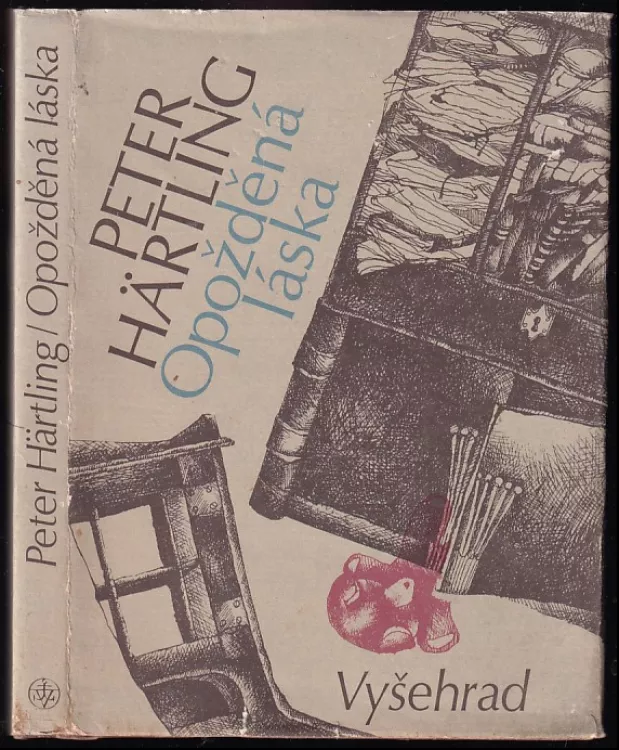 PETER
HÄRTLING
Opožděná
láska
Vyšehrad
Peter Härtling / Opožděná láska